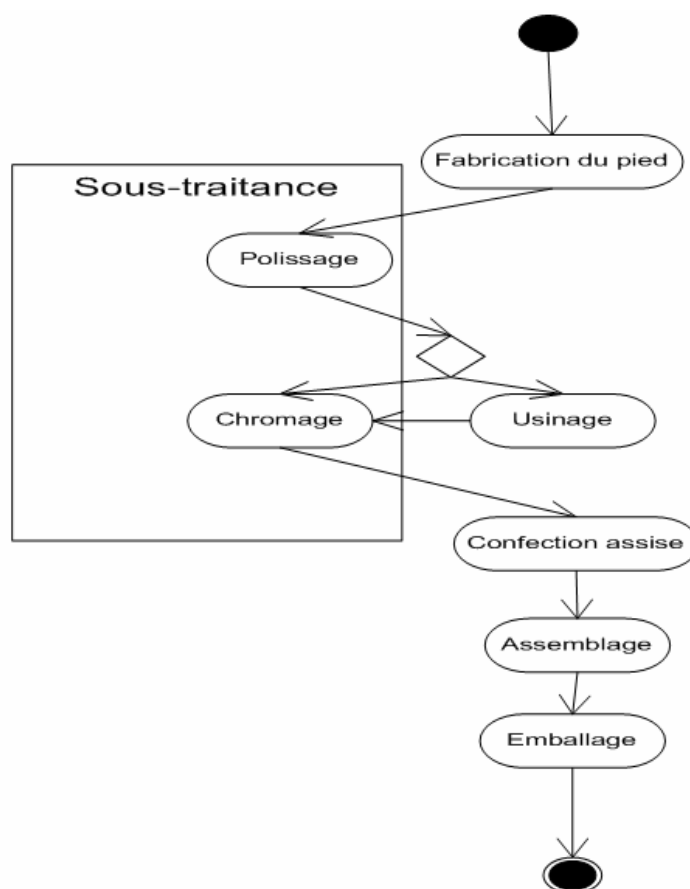 Fabrication du pied
Sous-traitance
Polissage
Chromage
Usinage
Confection assise
Assemblage
Emballage